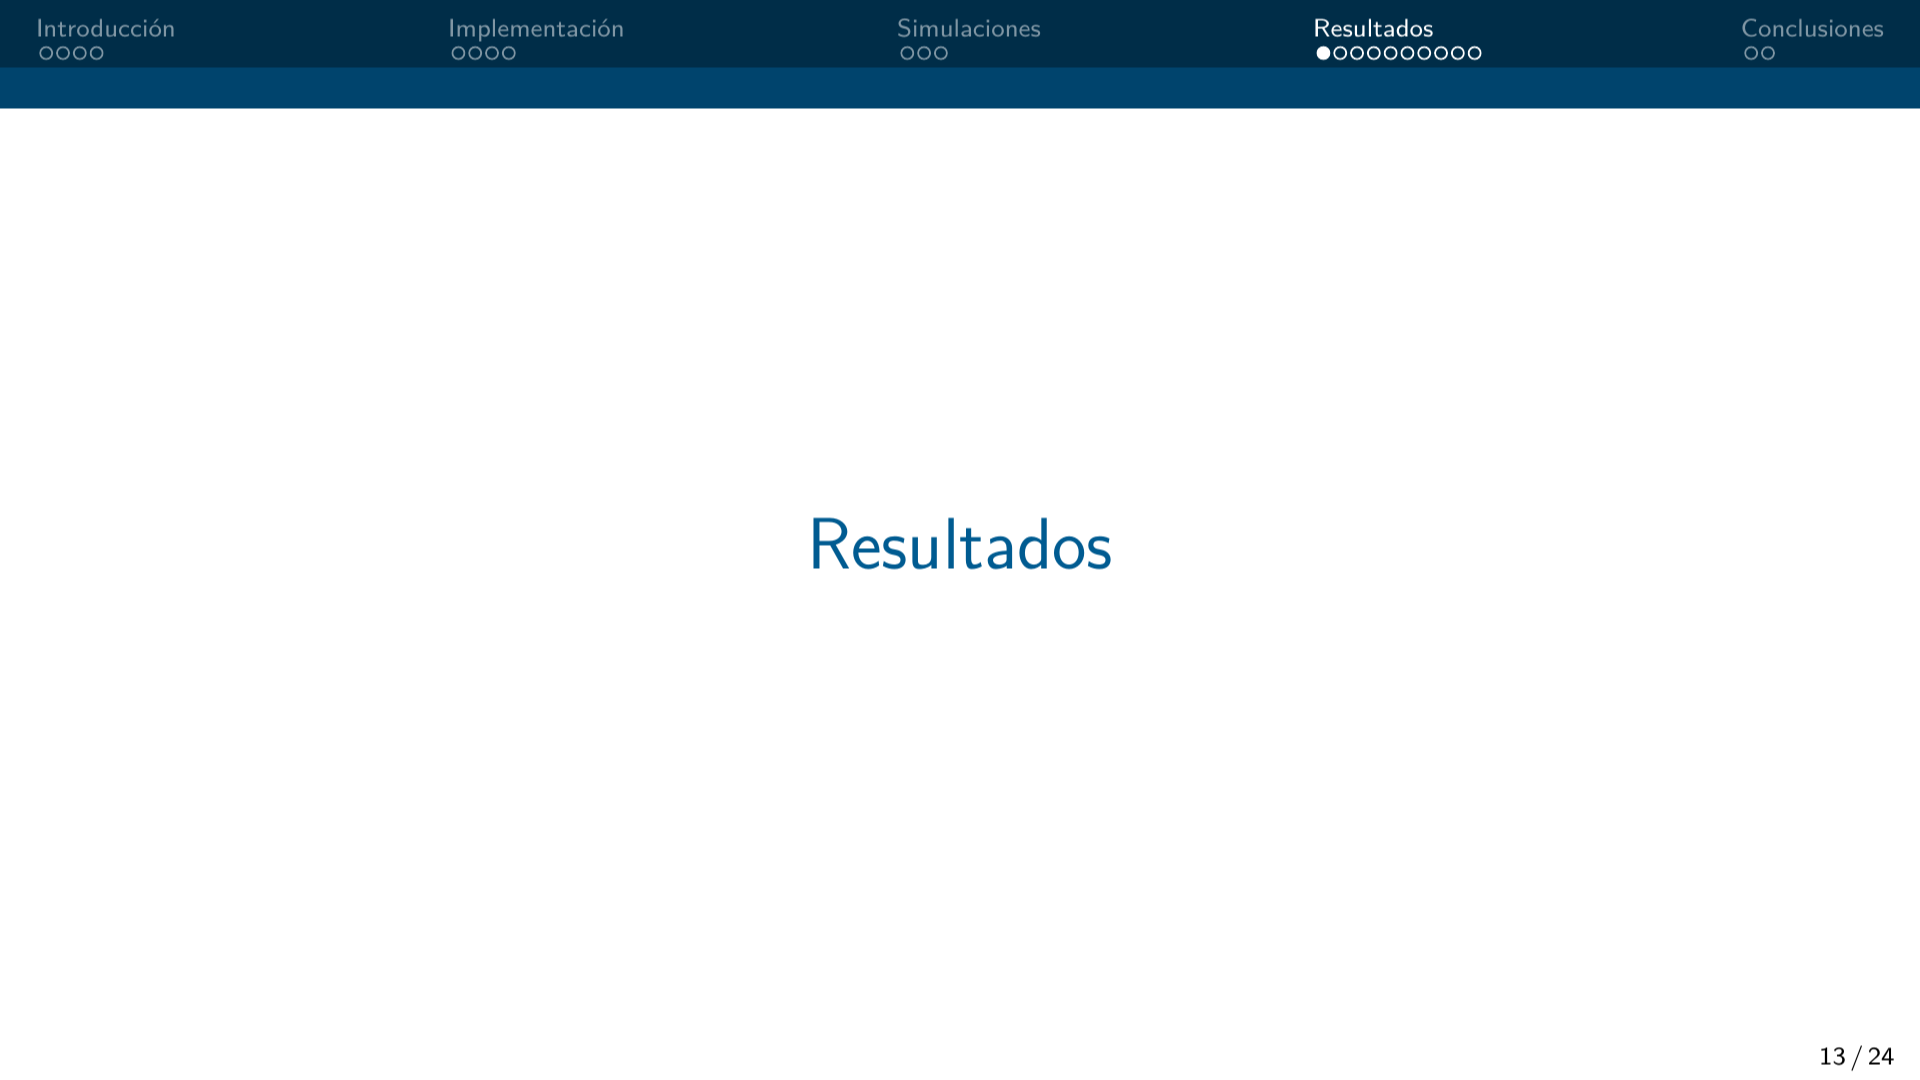 Introducción
Implementación
Simulaciones
Resultados
Conclusiones
Resultados
13 / 24